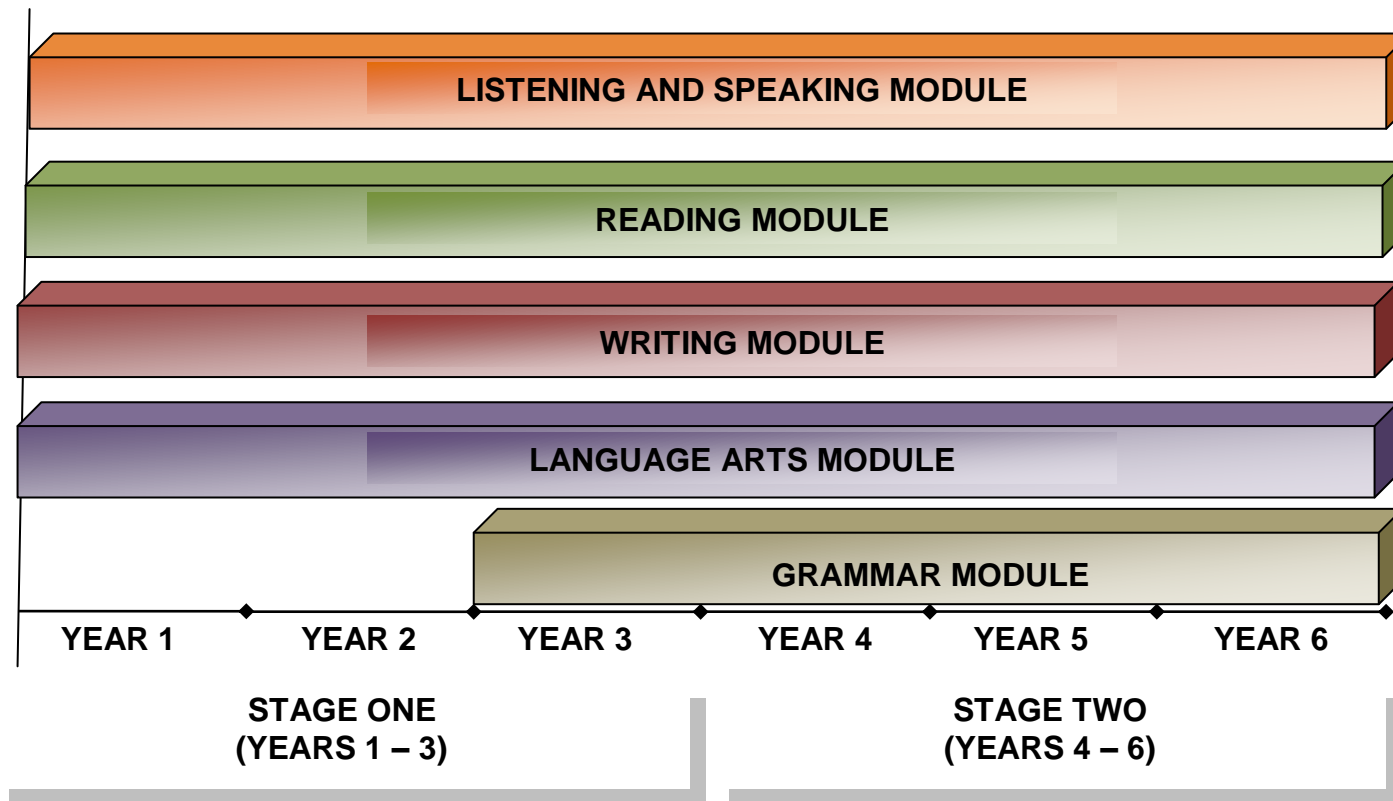 LISTENING AND SPEAKING MODULE
READING MODULE
WRITING MODULE
LANGUAGE ARTS MODULE
GRAMMAR MODULE
YEAR 1 YEAR 2 YEAR 3 YEAR 4 YEAR 5 YEAR 6
STAGE ONE
(YEARS 1 – 3)
STAGE TWO
(YEARS 4 – 6)